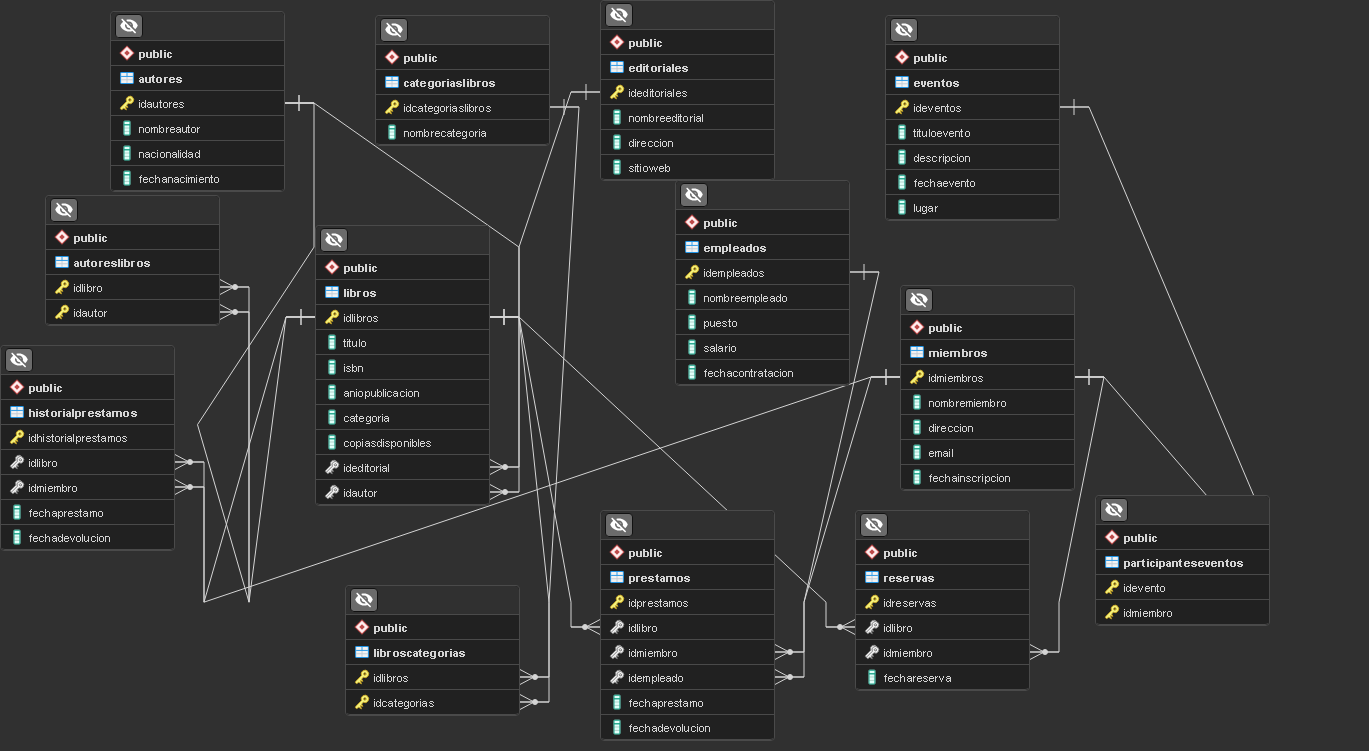 public
autores
idautores
nombreautor
nacionalidad
fechanacimiento
public
categoriaslibros
idcategoriaslibros
nombrecategoria
public
editoriales
ideditoriales
nombreeditorial
direccion
sitioweb
public
eventos
ideventos
tituloevento
descripcion
fechaevento
lugar
public
autoreslibros
idlibro
idautor
public
libros
idlibros
titulo
isbn
aniopublicacion
categoria
copiasdisponibles
ideditorial
idautor
public
empleados
idempleados
nombreempleado
puesto
salario
fechacontratacion
public
miembros
idmiembros
nombremiembro
direccion
email
fechainscripcion
public
historialprestamos
idhistorialprestamos
idlibro
idmiembro
fechaprestamo
fechadevolucion
public
libroscategorias
idlibros
idcategorias
public
prestamos
idprestamos
idlibro
idmiembro
idempleado
fechaprestamo
fechadevolucion
public
reservas
idreservas
idlibro
idmiembro
fechareserva
public
participanteseventos
idevento
idmiembro